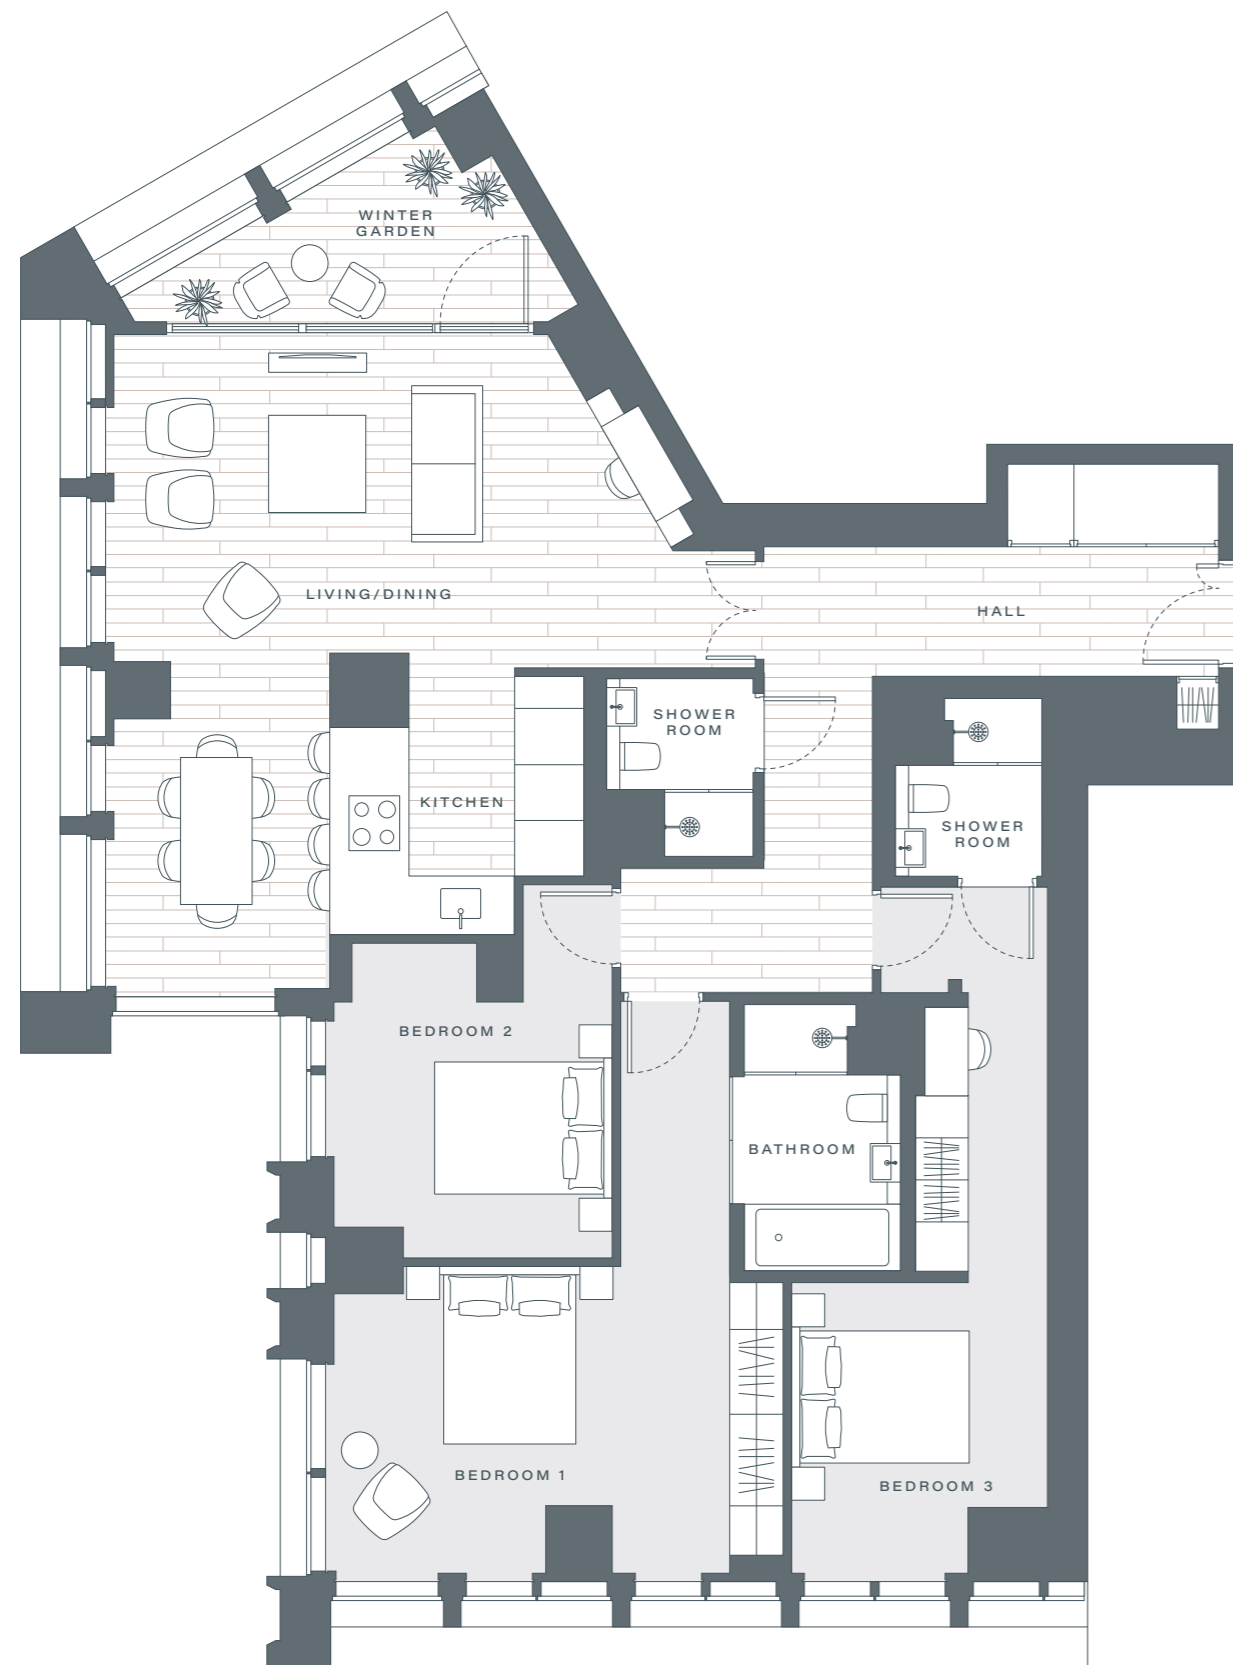 WINTER
GARDEN
LIVING/DINING
HALL
SHOWER
ROOM
KITCHEN
SHOWER
ROOM
BEDROOM 2
BATHROOM
BEDROOM 1
BEDROOM 3